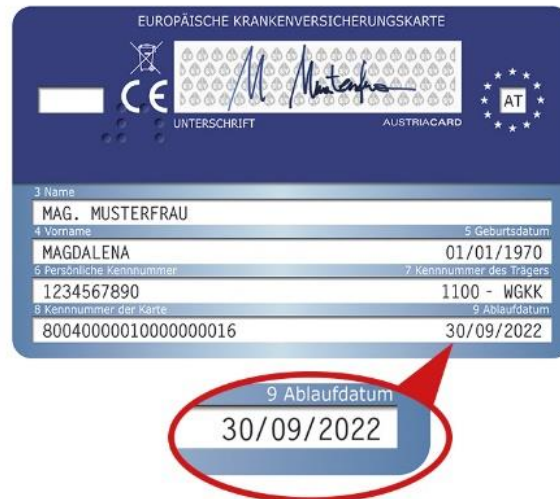 EUROPÄISCHE KRANKENVERSICHERUNGSKARTE
CE
M Musterfrau
UNTERSCHRIFT AUSTRIACARD
AT
3 Name
MAG. MUSTERFRAU
4 Vorname 5 Geburtsdatum
MAGDALENA 01/01/1970
6 Persönliche Kennnummer 7 Kennnummer des Trägers
1234567890 1100 - WGKK
8 Kennnummer der Karte 9 Ablaufdatum
80040000010000000016 30/09/2022
9 Ablaufdatum
30/09/2022